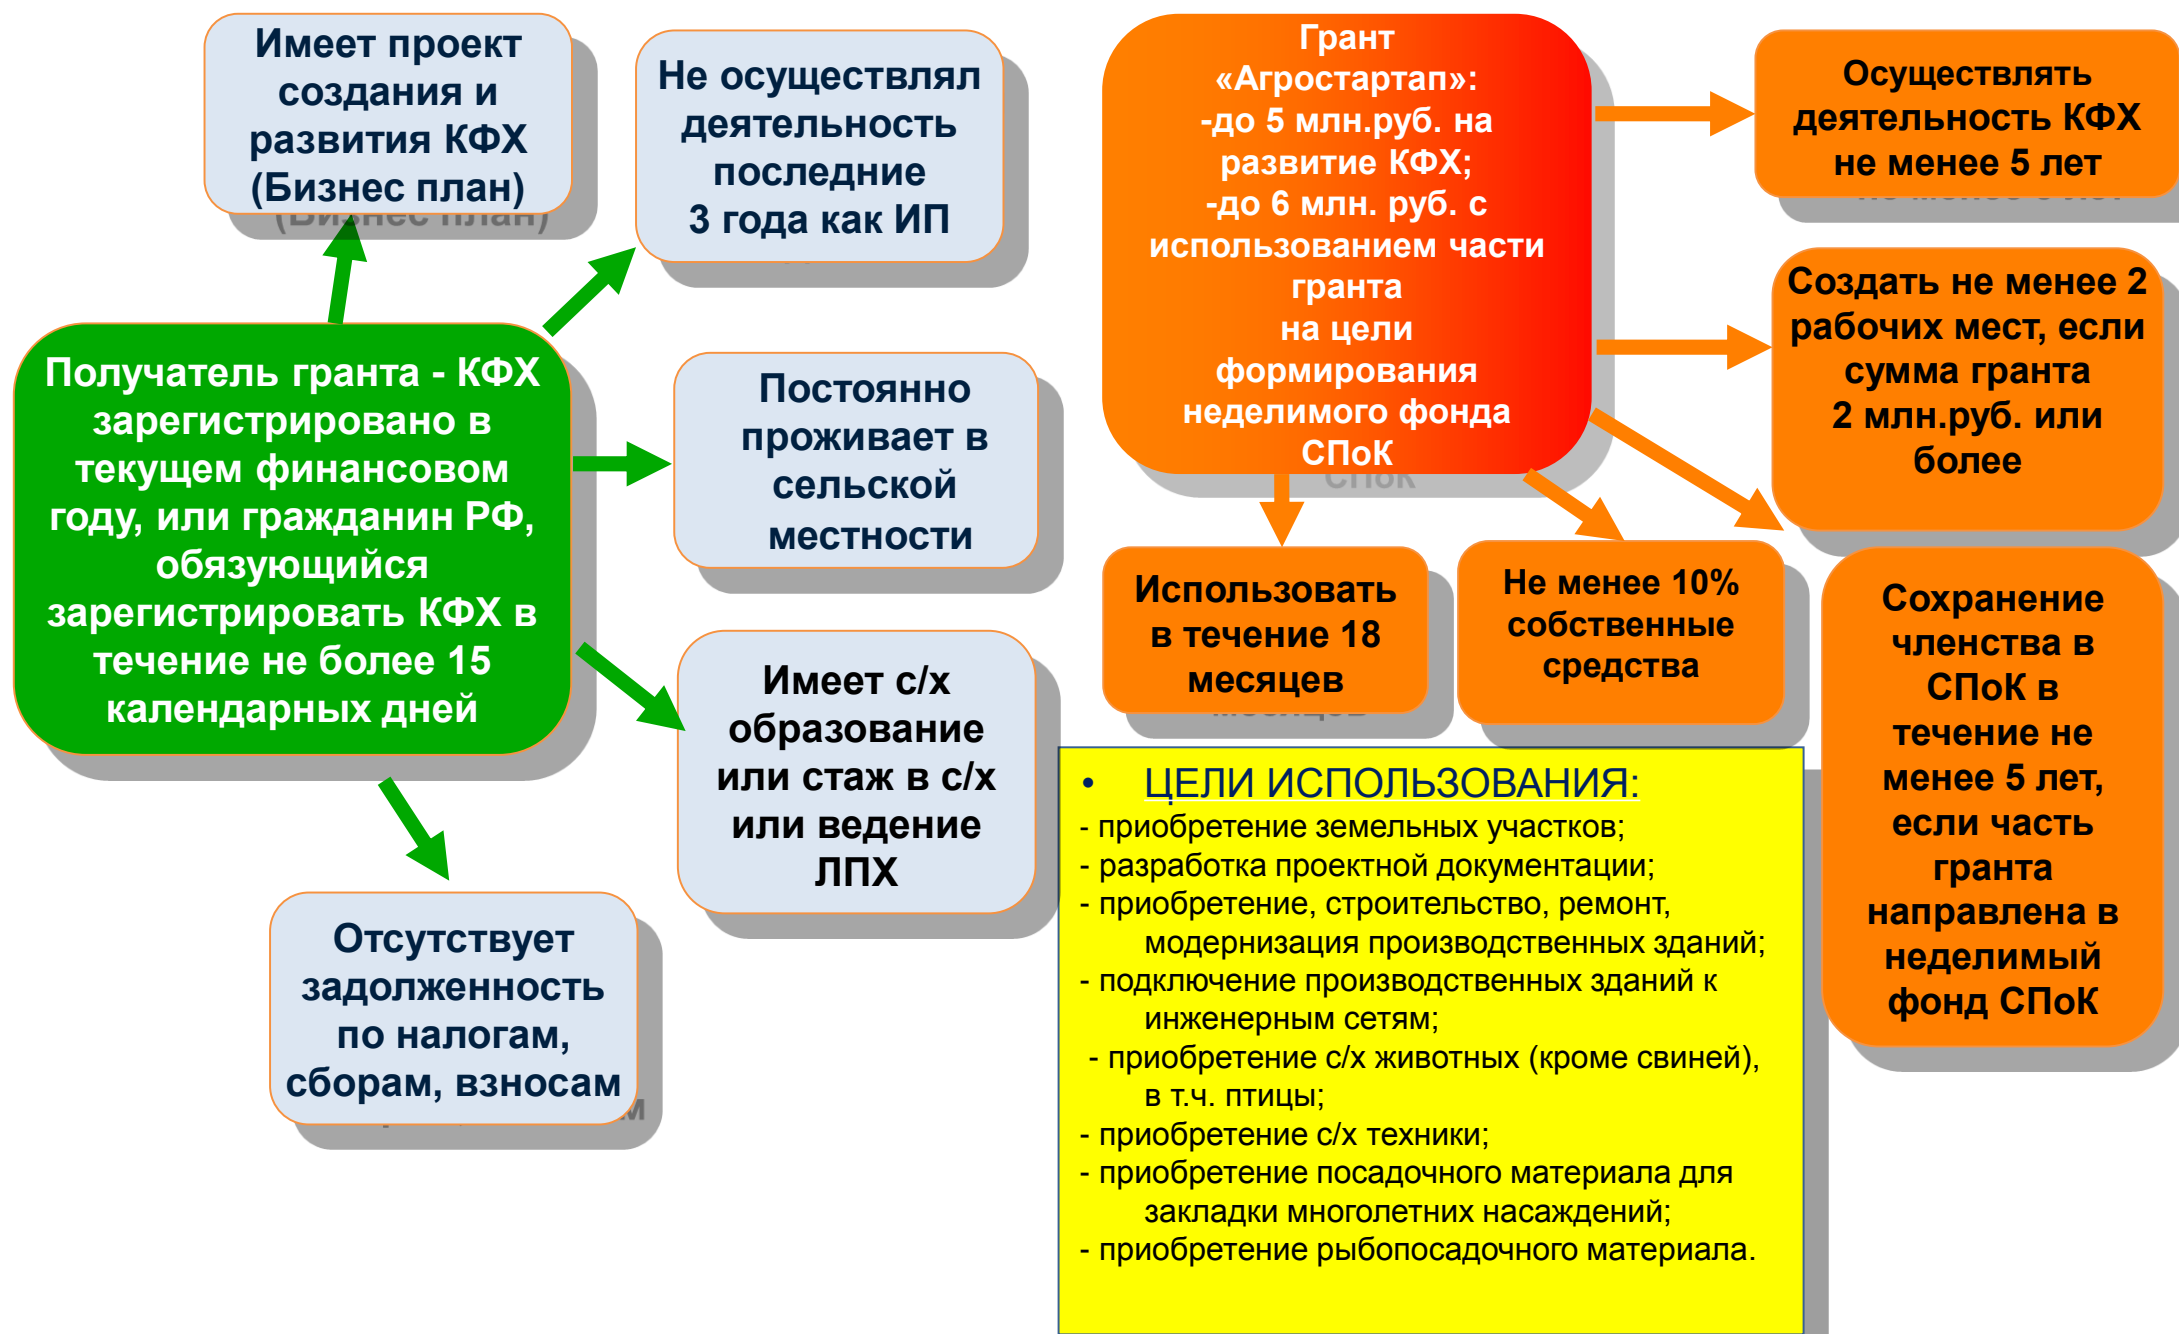 Имеет проект
создания и
развития КФХ
(Бизнес план)
Не осуществлял
деятельность
последние
3 года как ИП
Получатель гранта - КФХ
зарегистрировано в
текущем финансовом
году, или гражданин РФ,
обязующийся
зарегистрировать КФХ в
течение не более 15
календарных дней
Постоянно
проживает в
сельской
местности
Имеет с/х
образование
или стаж в с/х
или ведение
ЛПХ
Отсутствует
задолженность
по налогам,
сборам, взносам
Грант
«Агростартап»:
-до 5 млн.руб. на
развитие КФХ;
-до 6 млн. руб. с
использованием части
гранта
на цели
формирования
неделимого фонда
СПоК
Осуществлять
деятельность КФХ
не менее 5 лет
Создать не менее 2
рабочих мест, если
сумма гранта
2 млн.руб. или
более
Использовать
в течение 18
месяцев
Не менее 10%
собственные
средства
Сохранение
членства в
СПоК в
течение не
менее 5 лет,
если часть
гранта
направлена в
неделимый
фонд СПоК
• ЦЕЛИ ИСПОЛЬЗОВАНИЯ:
- приобретение земельных участков;
- разработка проектной документации;
- приобретение, строительство, ремонт,
модернизация производственных зданий;
- подключение производственных зданий к
инженерным сетям;
- приобретение с/х животных (кроме свиней),
в т.ч. птицы;
- приобретение с/х техники;
- приобретение посадочного материала для
закладки многолетних насаждений;
- приобретение рыбопосадочного материала.